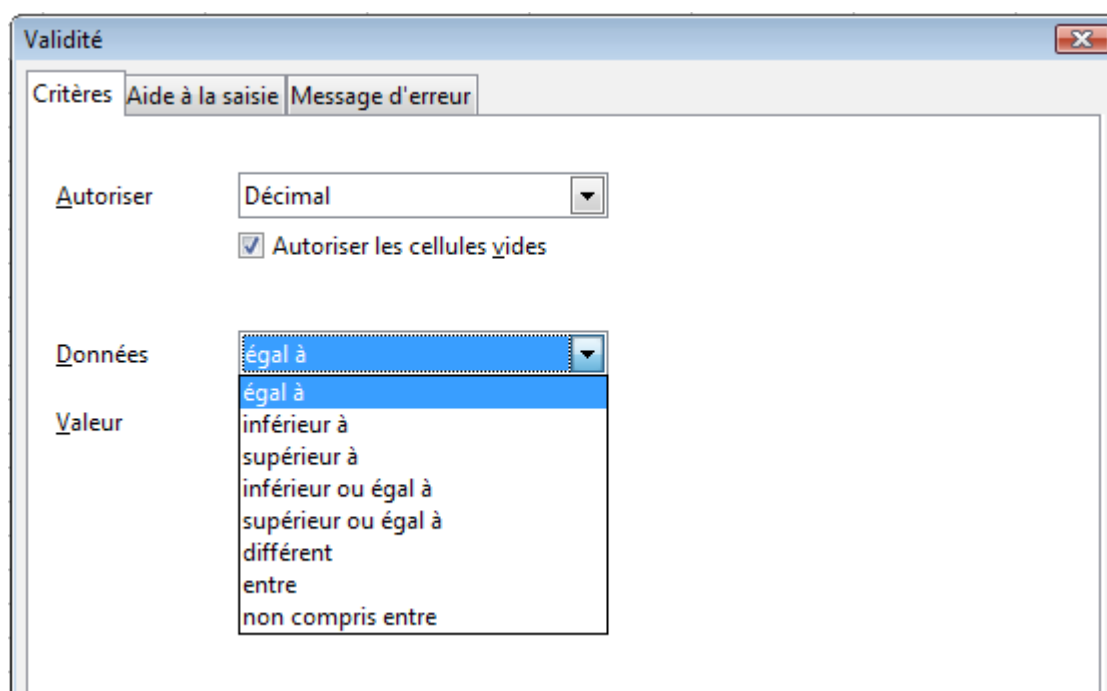 Validité
Critères Aide à la saisie Message d'erreur
Autoriser Décimal
Autoriser les cellules vides
Données égal à
égal à
Valeur
inférieur à
supérieur à
inférieur ou égal à
supérieur ou égal à
différent
entre
non compris entre